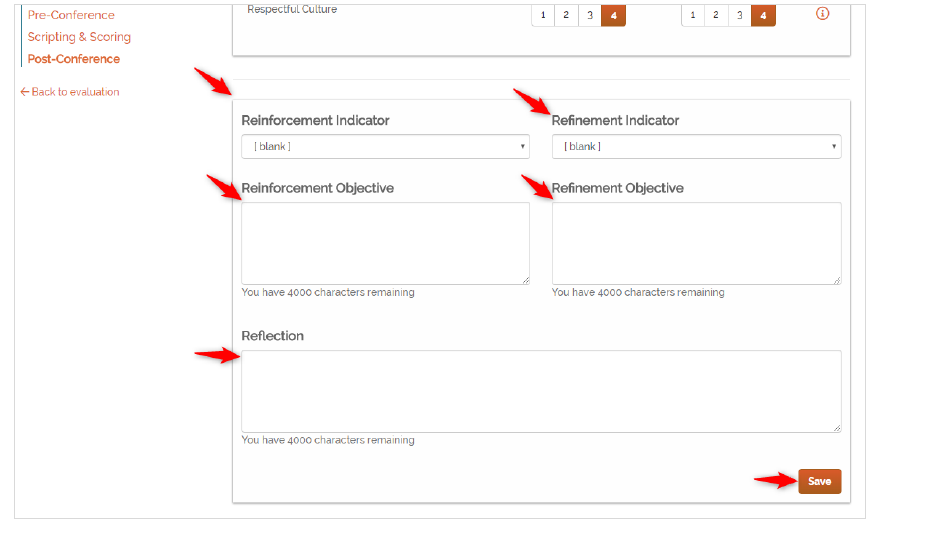 Pre-Conference
Scripting & Scoring
Post-Conference
← Back to evaluation
Respectful Culture
1 2 3 4 1 2 3 4
Reinforcement Indicator
[ blank ]
Refinement Indicator
[ blank ]
Reinforcement Objective
You have 4000 characters remaining
Refinement Objective
You have 4000 characters remaining
Reflection
You have 4000 characters remaining
Save